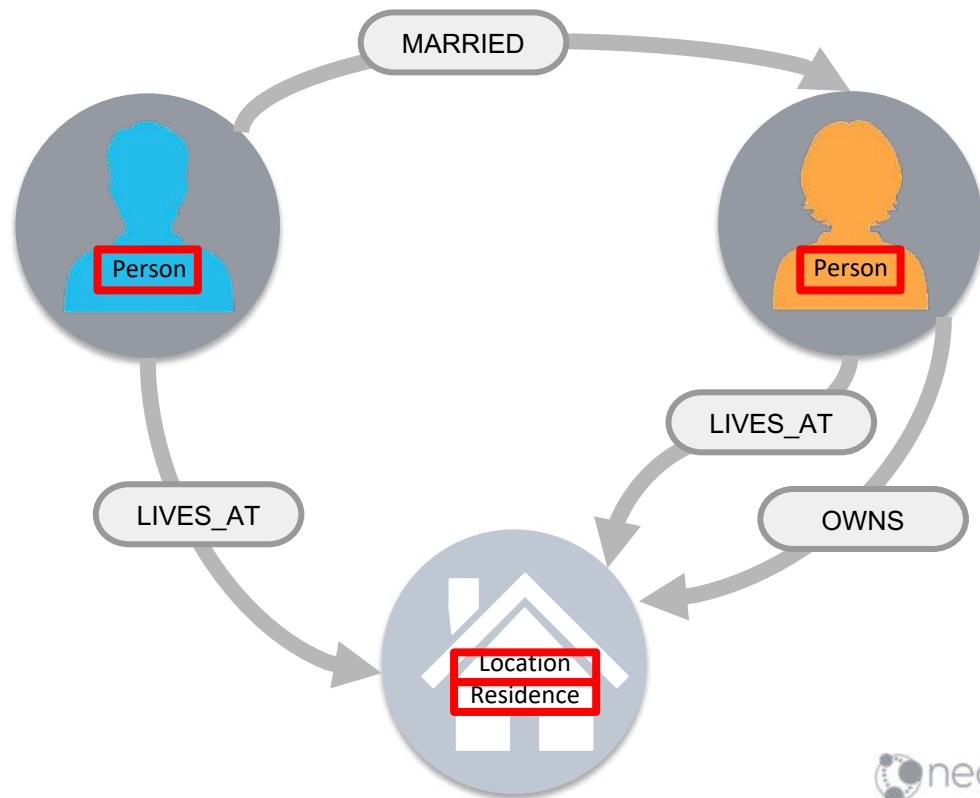 MARRIED
Person
Person
LIVES_AT
LIVES_AT
OWNS
Location
Residence